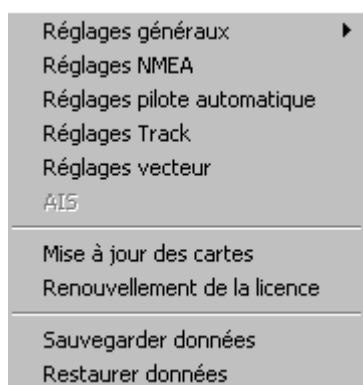 Réglages généraux
Réglages NMEA
Réglages pilote automatique
Réglages Track
Réglages vecteur
AIS
Mise à jour des cartes
Renouvellement de la licence
Sauvegarder données
Restaurer données